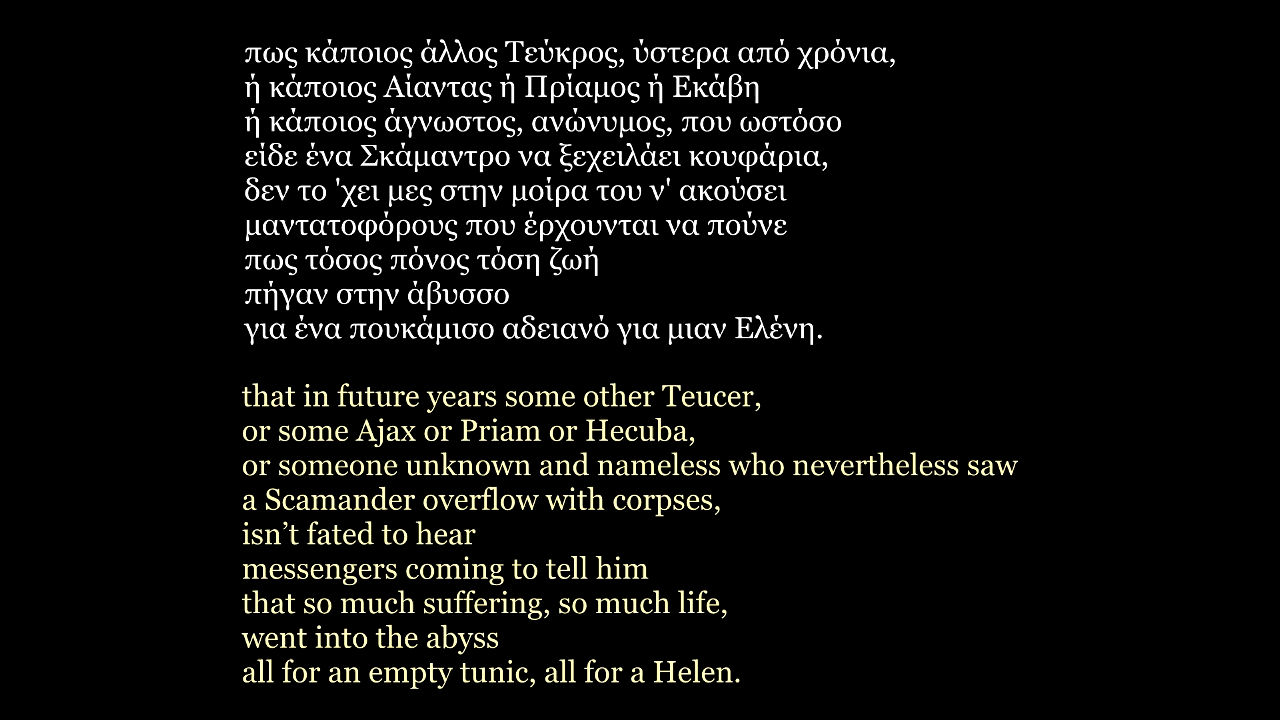 πως κάποιος άλλος Τεύκρος, ύστερα από χρόνια,
ή κάποιος Αίαντας ή Πρίαμος ή Εκάβη
ή κάποιος άγνωστος, ανώνυμος, που ωστόσο
είδε ένα Σκάμαντρο να ξεχειλάει κουφάρια,
δεν το 'χει μες στην μοίρα του ν' ακούσει
μαντατοφόρους που έρχουνται να πούνε
πως τόσος πόνος τόση ζωή
πήγαν στην άβυσσο
για ένα πουκάμισο αδειανό για μιαν Ελένη.
that in future years some other Teucer,
or some Ajax or Priam or Hecuba,
or someone unknown and nameless who nevertheless saw
a Scamander overflow with corpses,
isn’t fated to hear
messengers coming to tell him
that so much suffering, so much life,
went into the abyss
all for an empty tunic, all for a Helen.